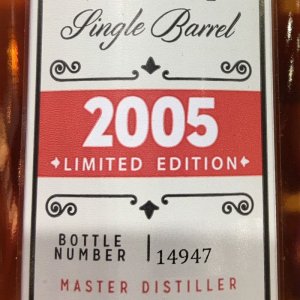 Single Barrel
2005
LIMITED EDITION
BOTTLE
NUMBER
14947
MASTER DISTILLER